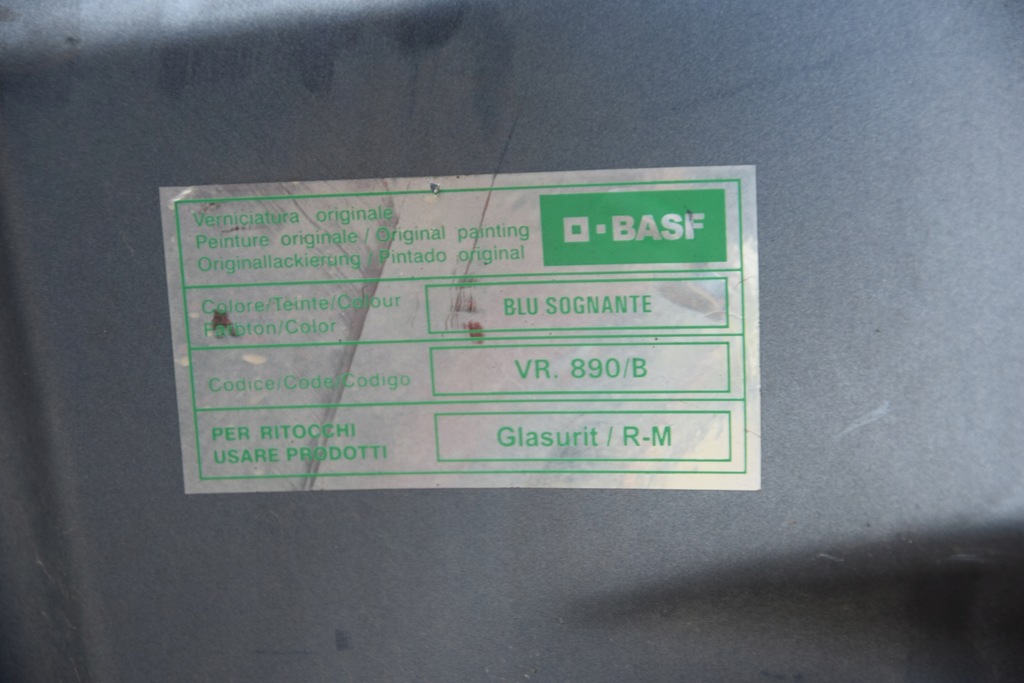 Verniciatura originale
Peinture originale / Original painting
Originallackierung / Pintado original
BASF
Colore/Teinte/Colour
Farbton/Color
BLU SOGNANTE
Codice/Code/Código
VR. 890/B
PER RITOCCHI
USARE PRODOTTI
Glasurit / R-M